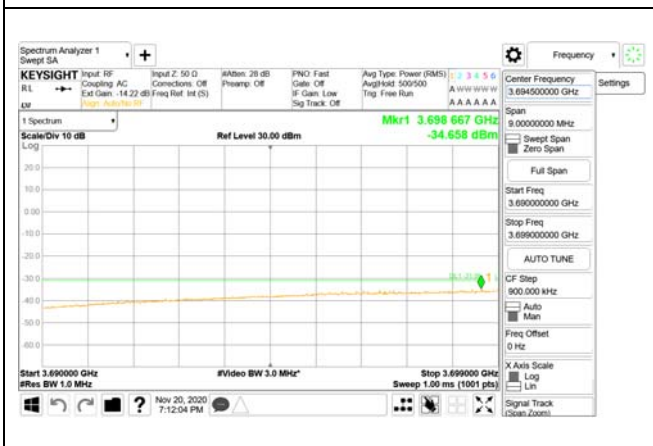 Spectrum Analyzer 1
Swept SA
Frequency
KEYSIGHT
RL
Input: RF
Coupling: AC
Ext Gain: -14.22 dB
Align: Auto/No RF
Input Z: 50 Ω
Corrections: Off
Freq Ref: Int (S)
#Atten: 28 dB
Preamp: Off
PNO: Fast
Gate: Off
IF Gain: Low
Sig Track: Off
Avg Type: Power (RMS)
Avg|Hold: 500/500
Trig: Free Run
1 2 3 4 5 6
A W W W W W
A A A A A A
1 Spectrum
Scale/Div 10 dB
Log
Ref Level 30.00 dBm
Mkr1 3.698 667 GHz
-34.658 dBm
20.0
10.0
0.00
-10.0
-20.0
-30.0
-40.0
-50.0
-60.0
1
Start 3.690000 GHz
#Res BW 1.0 MHz
#Video BW 3.0 MHz*
Stop 3.699000 GHz
Sweep 1.00 ms (1001 pts)
Nov 20, 2020
7:12:04 PM
Center Frequency
3.694500000 GHz
Settings
Span
9.00000000 MHz
Swept Span
Zero Span
Full Span
Start Freq
3.690000000 GHz
Stop Freq
3.699000000 GHz
AUTO TUNE
CF Step
900.000 kHz
Auto
Man
Freq Offset
0 Hz
X Axis Scale
Log
Lin
Signal Track
(Span Zoom)